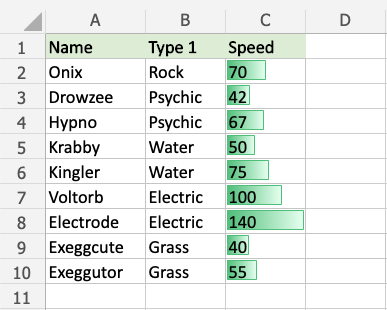 A B C D
1 Name Type 1 Speed
2 Onix Rock 70
3 Drowzee Psychic 42
4 Hypno Psychic 67
5 Krabby Water 50
6 Kingler Water 75
7 Voltorb Electric 100
8 Electrode Electric 140
9 Exeggcute Grass 40
10 Exeggutor Grass 55
11